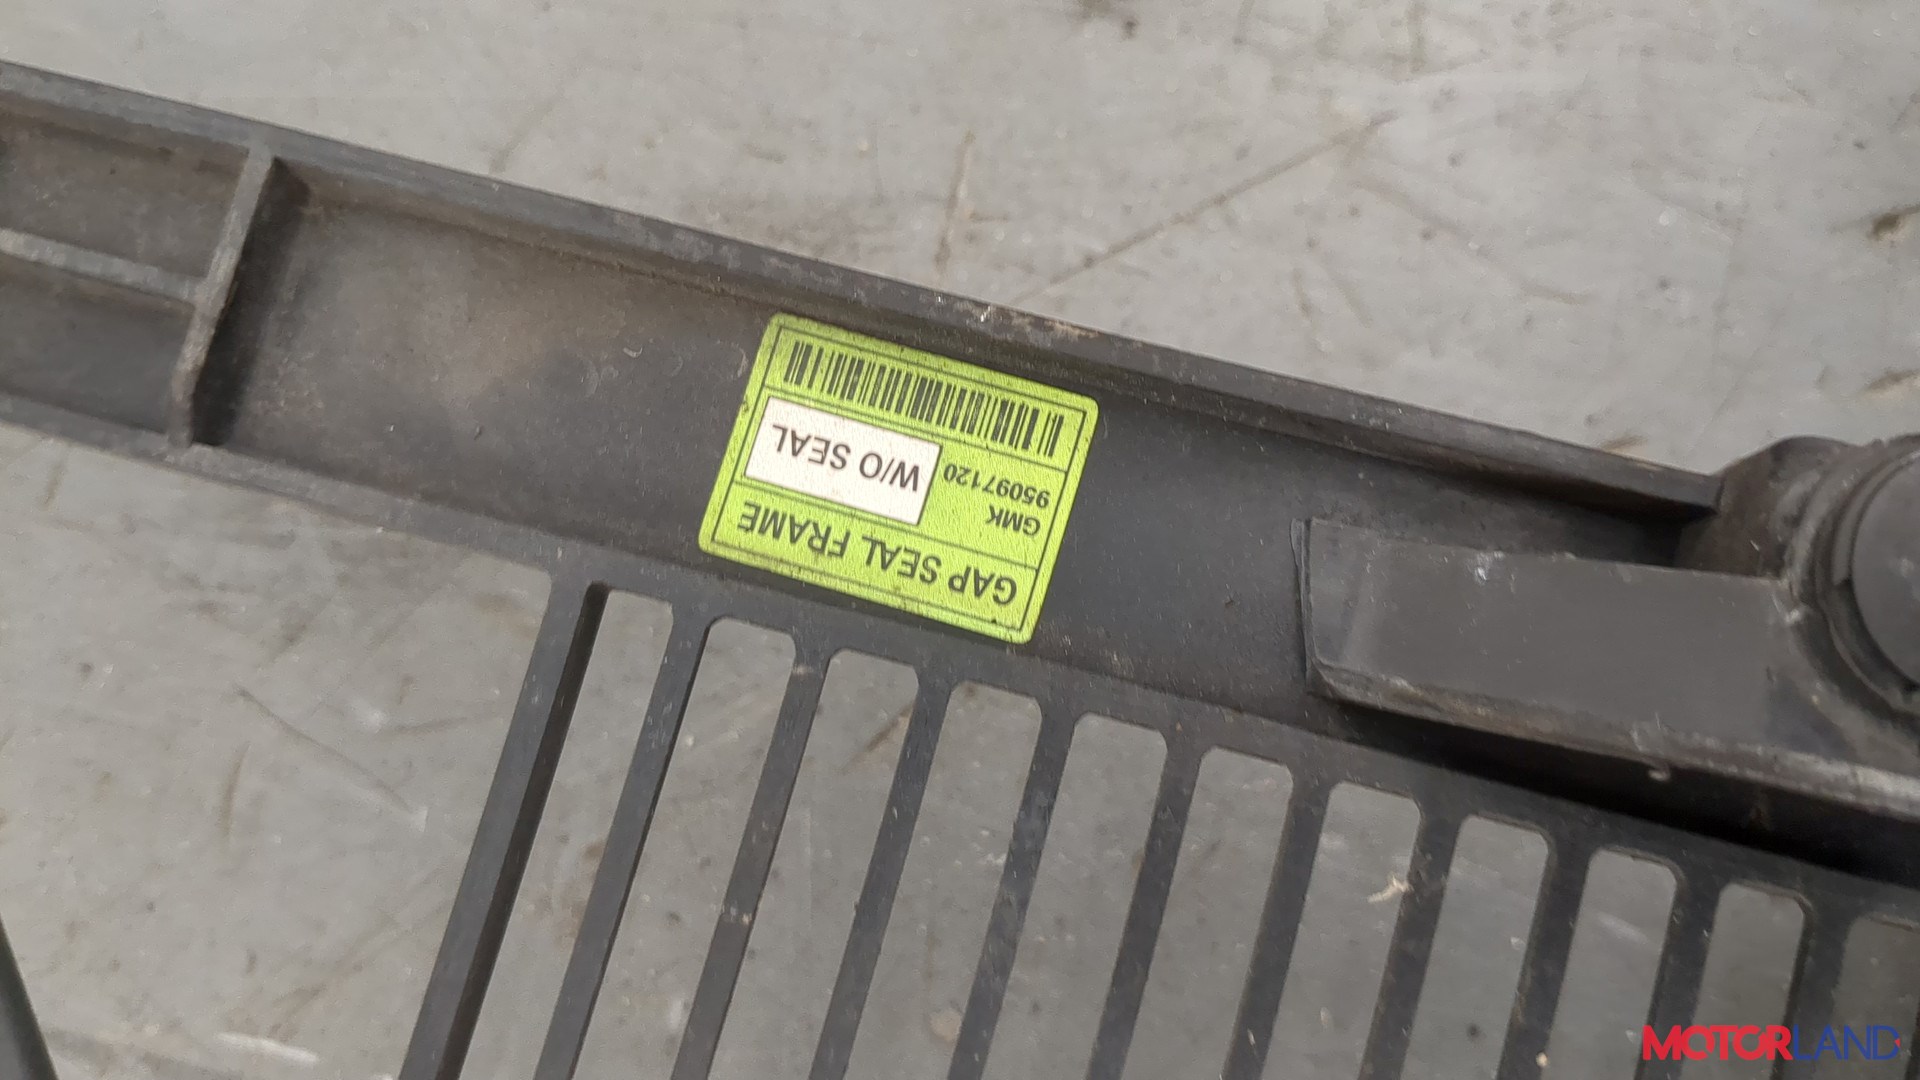 GAP SEAL FRAME
GMK
95097120
W/O SEAL
MOTORLAND